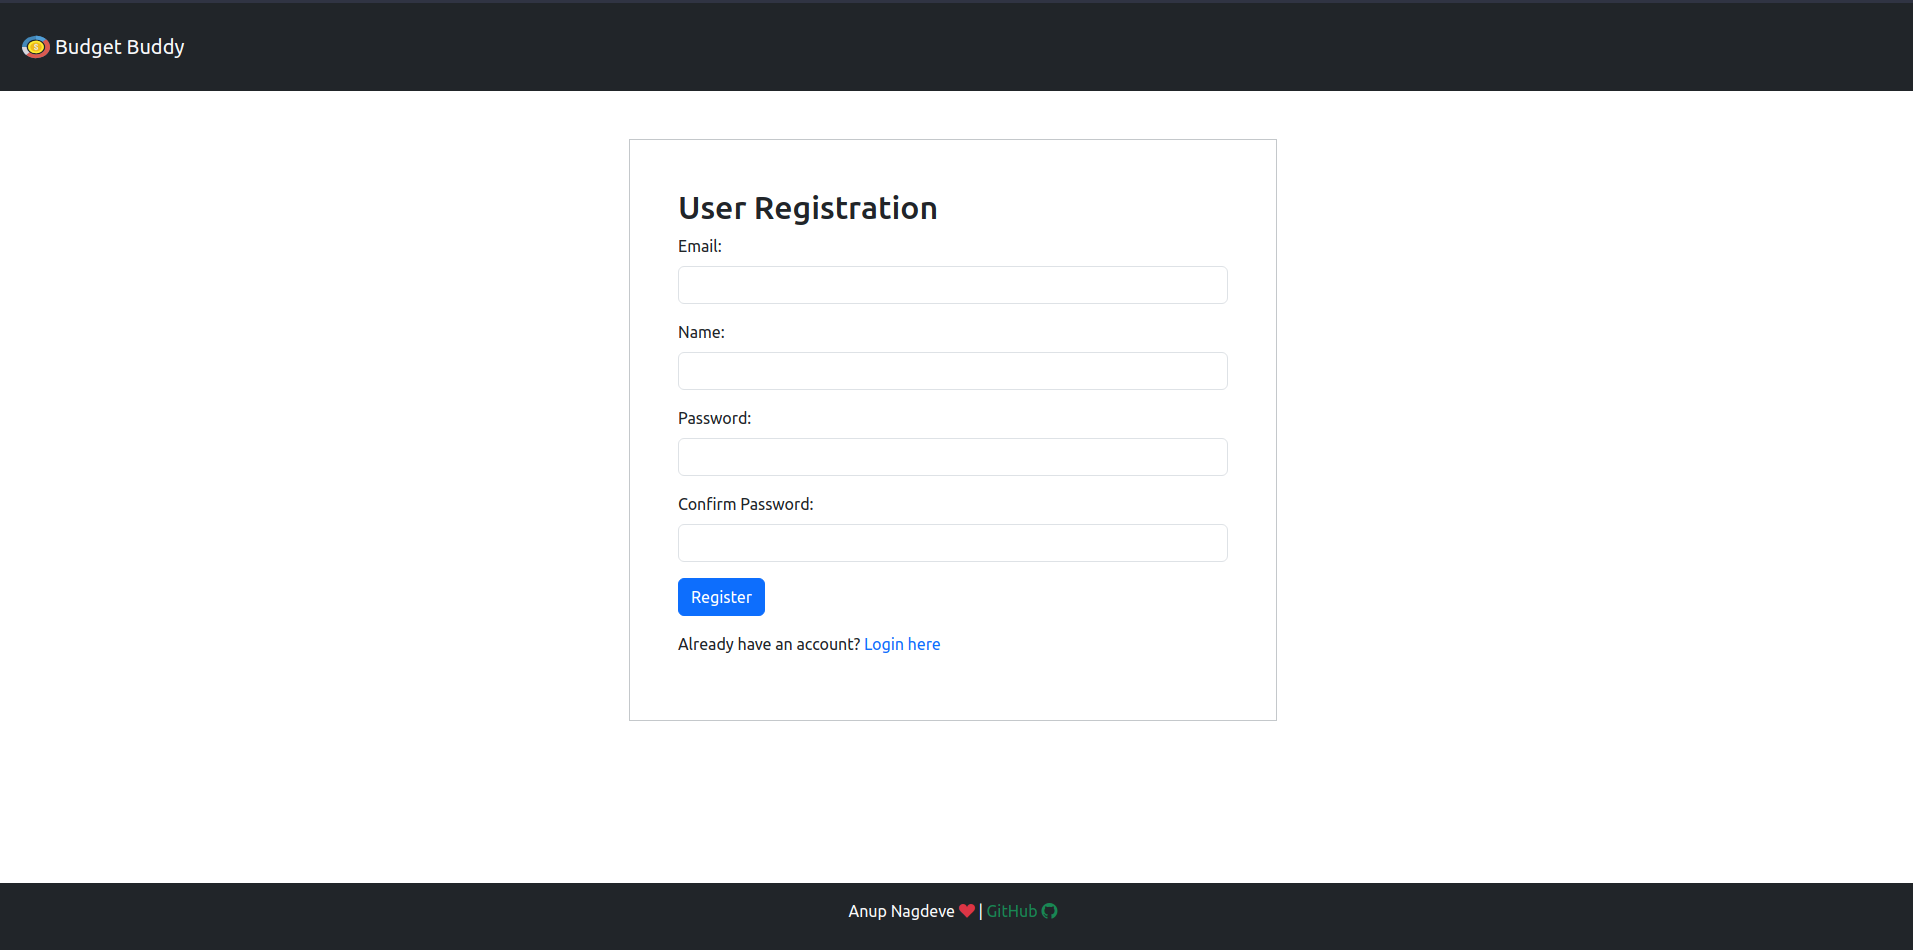 Budget Buddy
User Registration
Email:
Name:
Password:
Confirm Password:
Register
Already have an account? Login here
Anup Nagdeve | GitHub